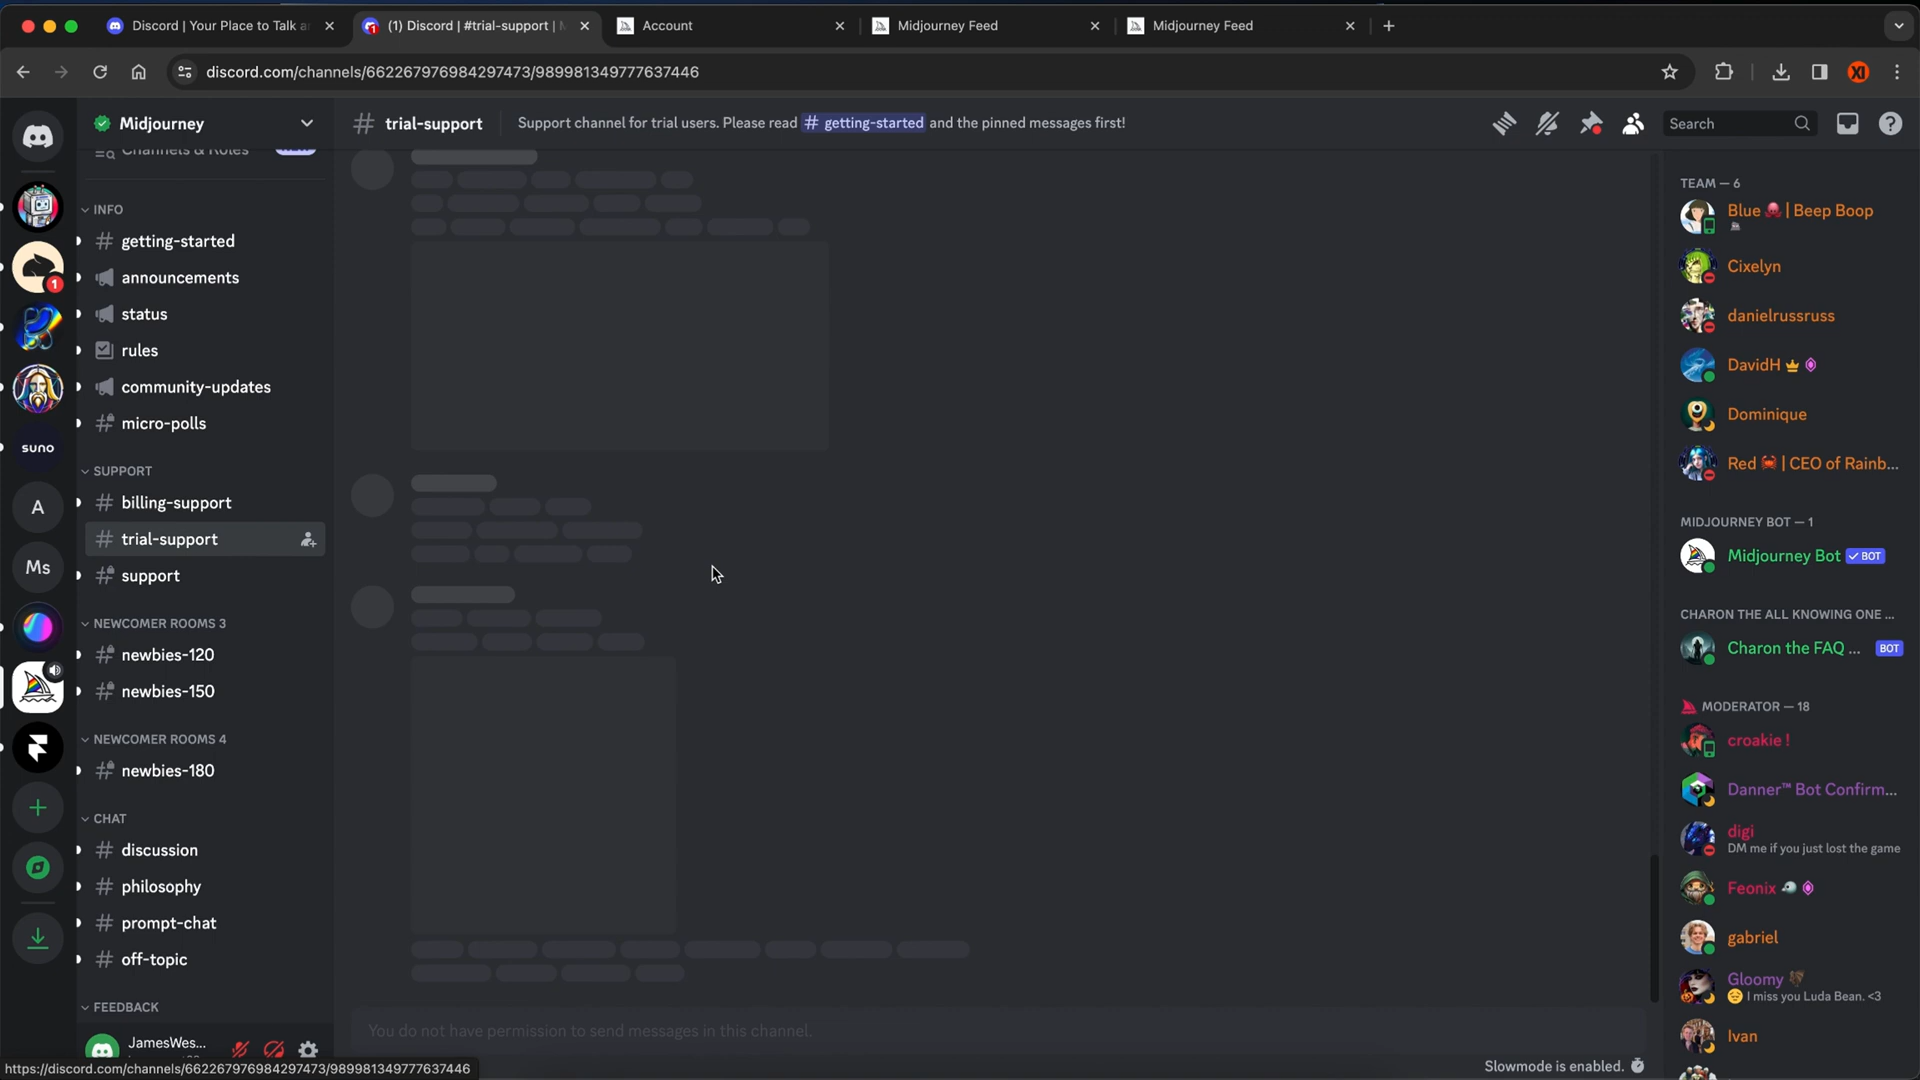 Discord | Your Place to Talk a
(1) Discord | #trial-support |
Account
Midjourney Feed
Midjourney Feed
discord.com/channels/662267976984297473/989981349777637446
XI
Midjourney
# trial-support
Support channel for trial users. Please read # getting-started and the pinned messages first!
Search
Channels & Roles
INFO
getting-started
announcements
status
rules
community-updates
micro-polls
SUPPORT
billing-support
trial-support
support
NEWCOMER ROOMS 3
newbies-120
newbies-150
NEWCOMER ROOMS 4
newbies-180
CHAT
discussion
philosophy
prompt-chat
off-topic
FEEDBACK
JamesWes...
1
suno
A
Ms
You do not have permission to send messages in this channel.
Slowmode is enabled.
https://discord.com/channels/662267976984297473/989981349777637446
TEAM — 6
Blue | Beep Boop
Cixelyn
danielrussruss
DavidH
Dominique
Red | CEO of Rainb...
MIDJOURNEY BOT — 1
Midjourney Bot BOT
CHARON THE ALL KNOWING ONE ...
Charon the FAQ ... BOT
MODERATOR — 18
croakie !
Danner™ Bot Confirm...
digi
DM me if you just lost the game
Feonix
gabriel
Gloomy
I miss you Luda Bean. <3
Ivan